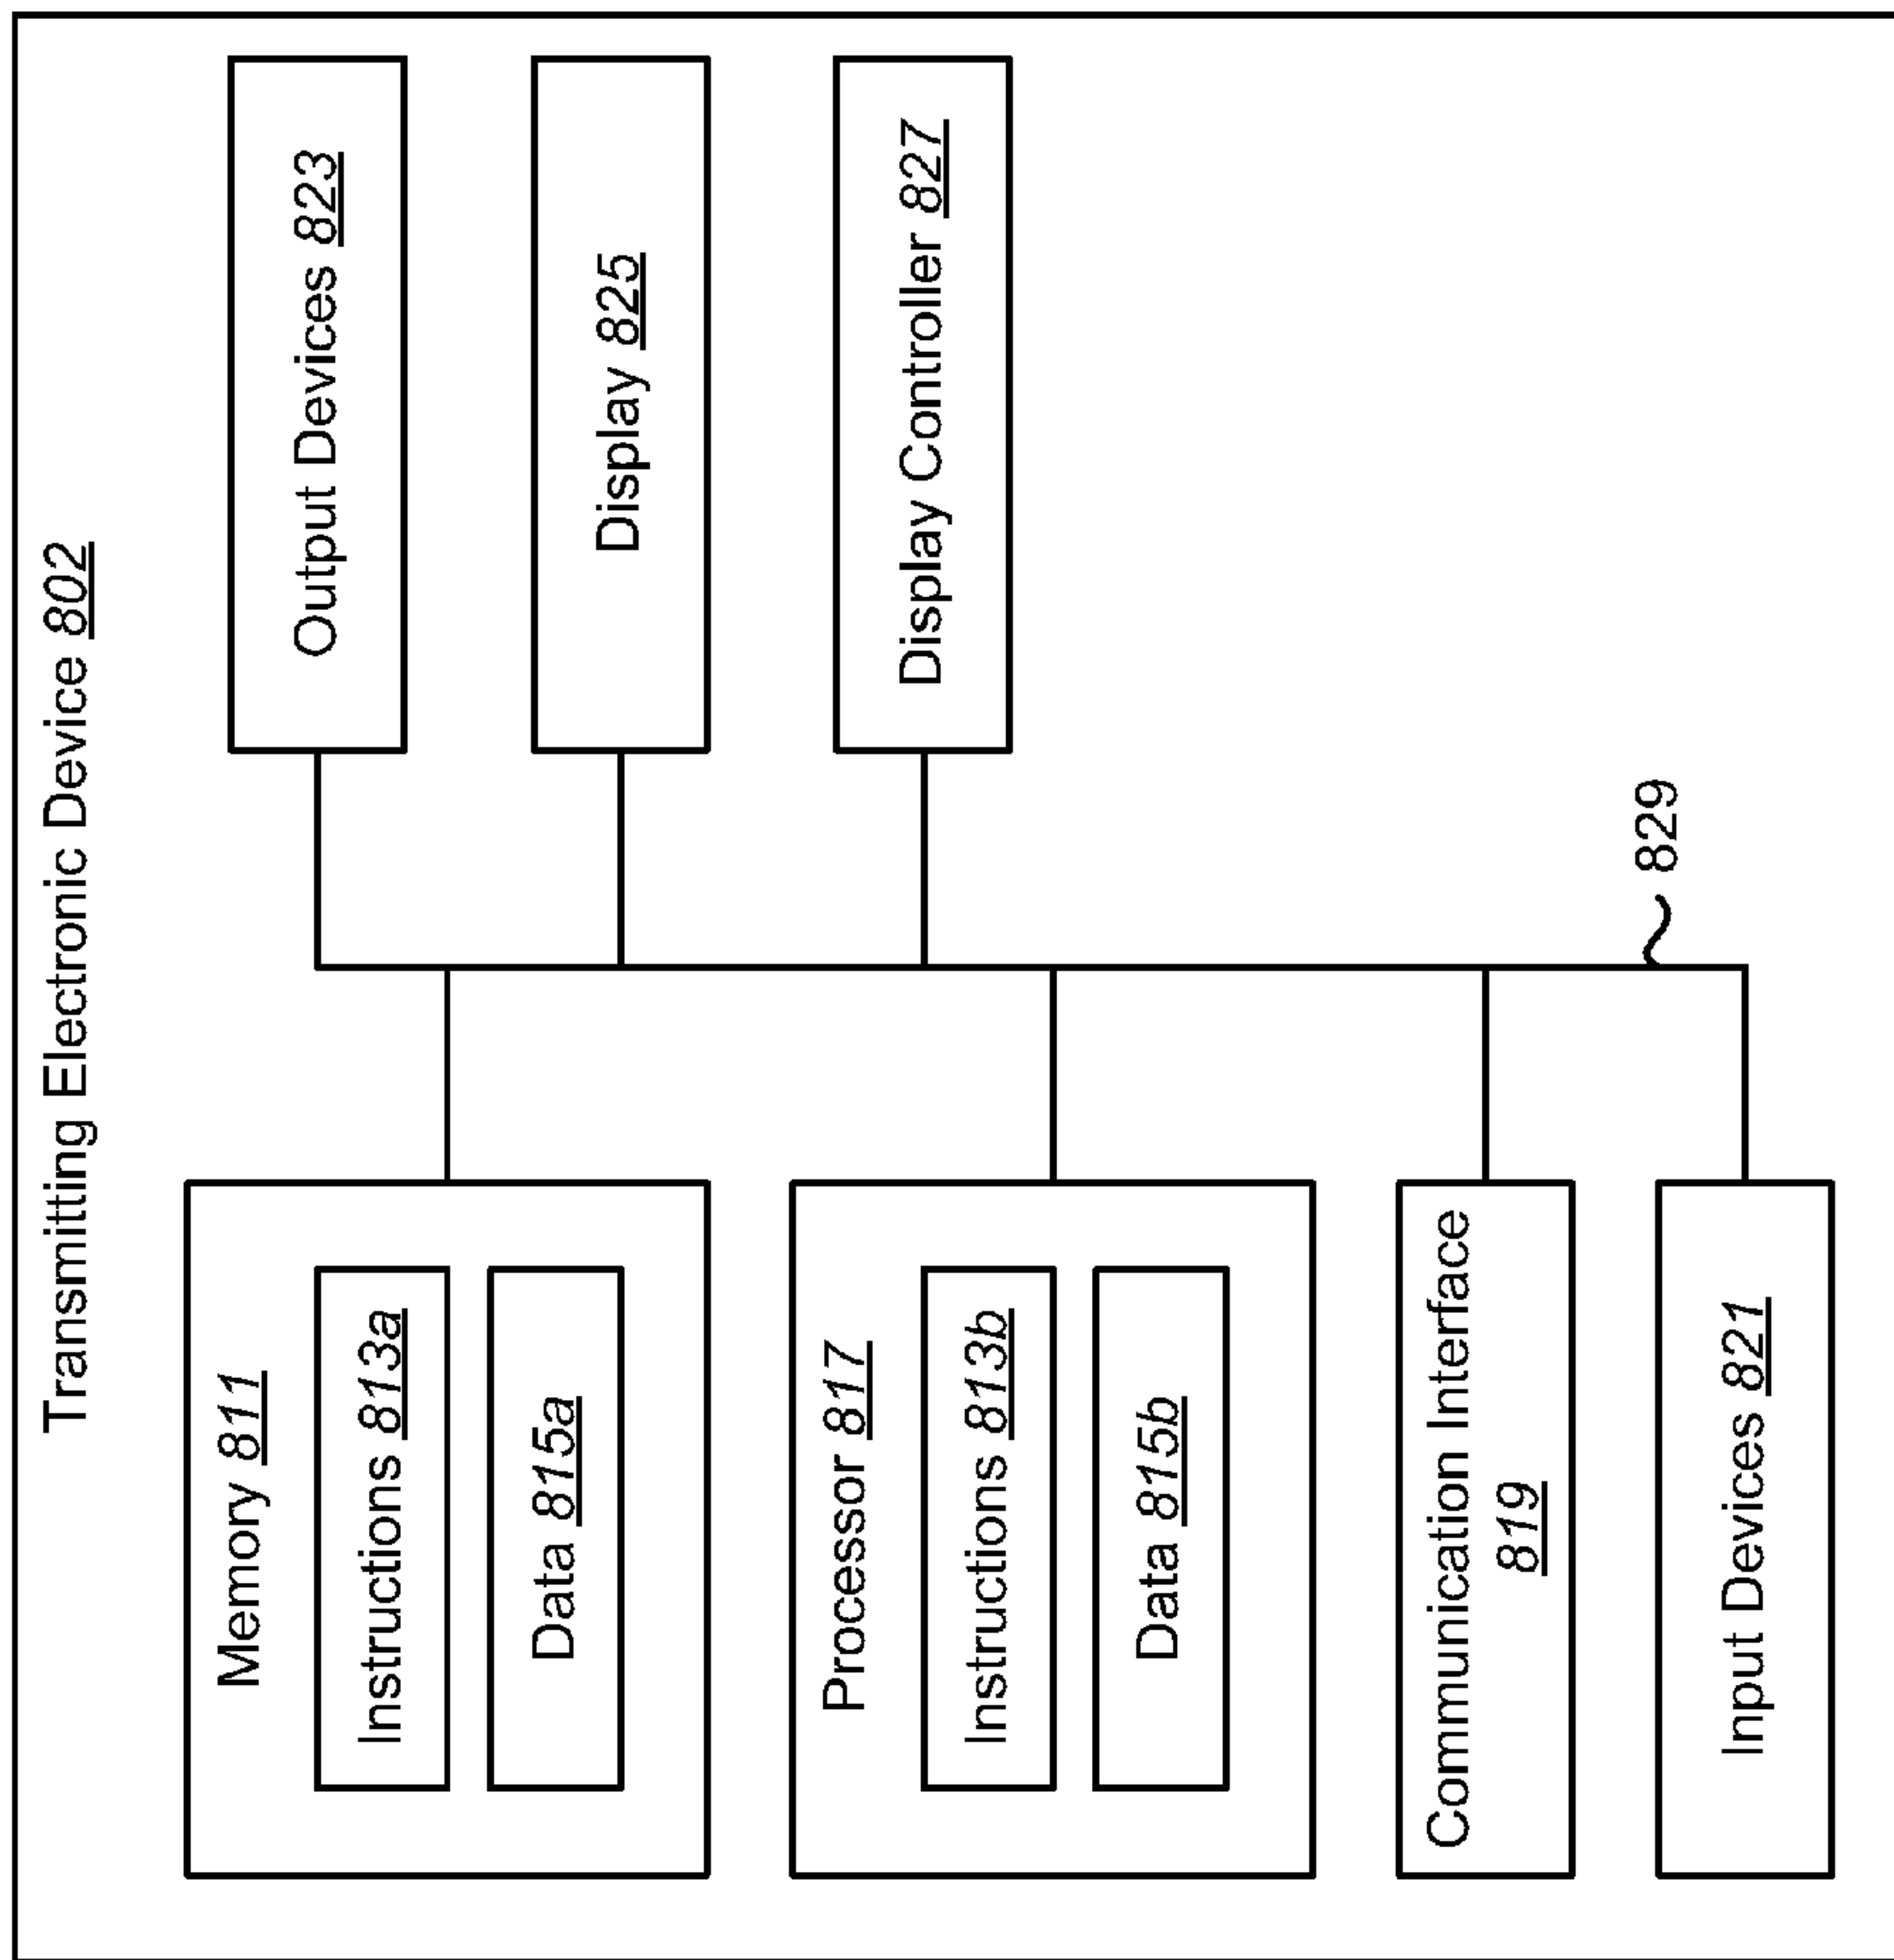 Transmitting Electronic Device 802
Memory 811
Instructions 813a
Data 815a
Processor 817
Instructions 813b
Data 815b
Communication Interface
819
Input Devices 821
Output Devices 823
Display 825
Display Controller 827
829